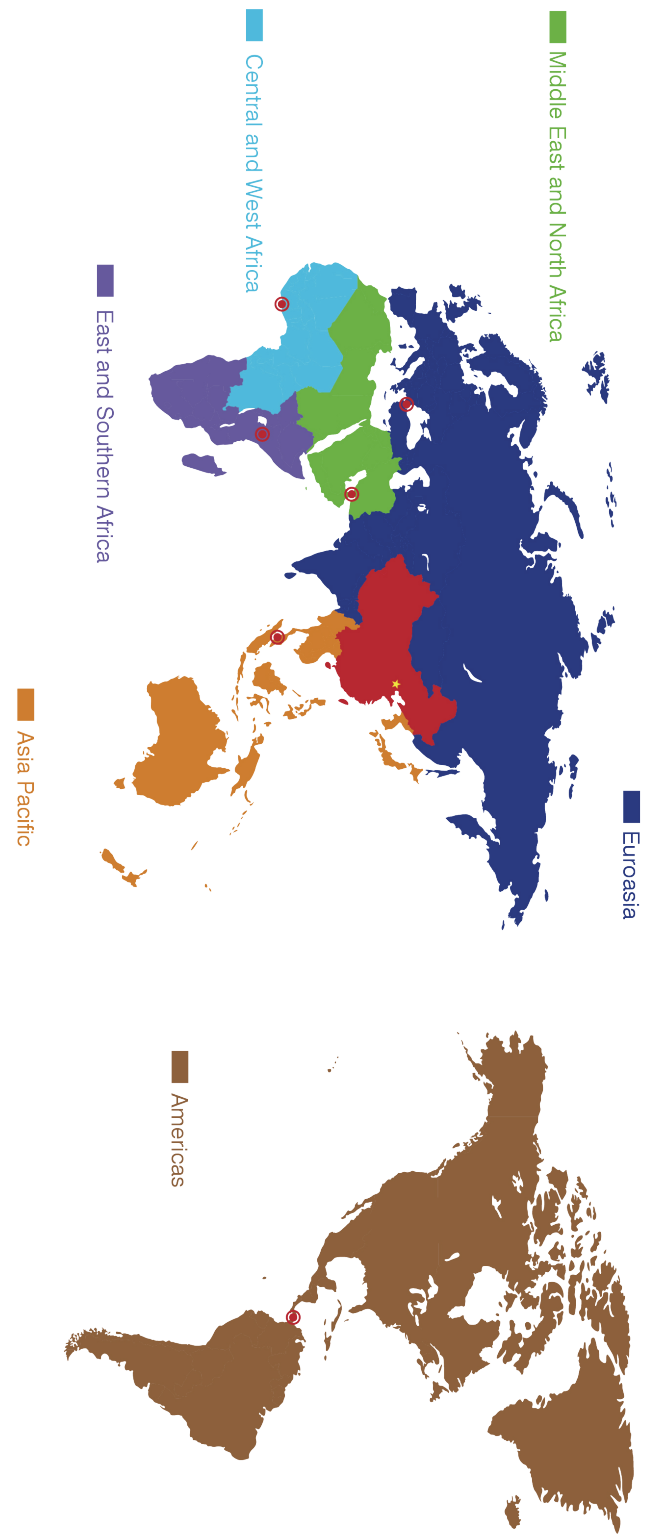 Middle East and North Africa
Central and West Africa
East and Southern Africa
Asia Pacific
Euroasia
Americas